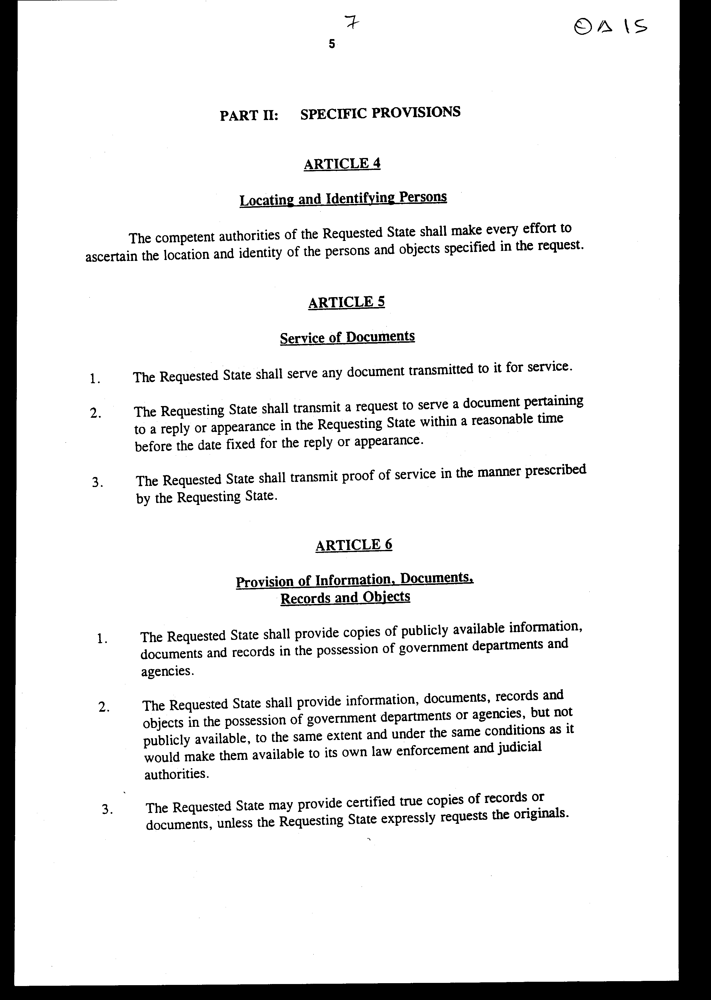 7
5
PART II: SPECIFIC PROVISIONS
ARTICLE 4
Locating and Identifying Persons
The competent authorities of the Requested State shall make every effort to
ascertain the location and identity of the persons and objects specified in the request.
ARTICLE 5
Service of Documents
1. The Requested State shall serve any document transmitted to it for service.
2. The Requesting State shall transmit a request to serve a document pertaining
to a reply or appearance in the Requesting State within a reasonable time
before the date fixed for the reply or appearance.
3. The Requested State shall transmit proof of service in the manner prescribed
by the Requesting State.
ARTICLE 6
Provision of Information, Documents,
Records and Objects
1. The Requested State shall provide copies of publicly available information,
documents and records in the possession of government departments and
agencies.
2. The Requested State shall provide information, documents, records and
objects in the possession of government departments or agencies, but not
publicly available, to the same extent and under the same conditions as it
would make them available to its own law enforcement and judicial
authorities.
3. The Requested State may provide certified true copies of records or
documents, unless the Requesting State expressly requests the originals.